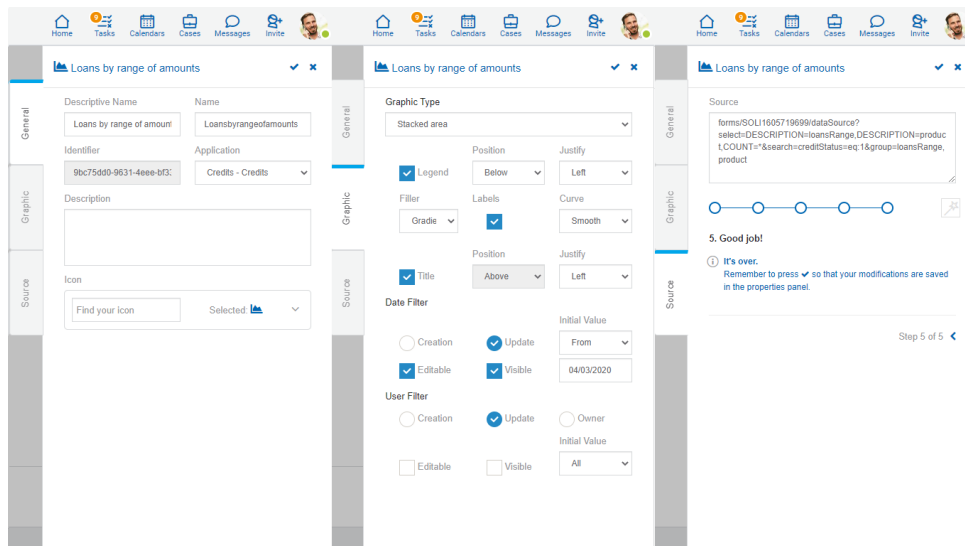 9
Home Tasks Calendars Cases Messages Invite
Loans by range of amounts
General
Graphic
Source
Descriptive Name Name
Loans by range of amount Loansbyrangeofamounts
Identifier Application
9bc75dd0-9631-4eee-bf3 Credits - Credits
Description
Icon
Find your icon Selected:
9
Home Tasks Calendars Cases Messages Invite
Loans by range of amounts
General
Graphic
Source
Graphic Type
Stacked area
Position Justify
Legend Below Left
Filler Labels Curve
Gradie Smooth
Position Justify
Title Above Left
Date Filter
Initial Value
Creation Update From
Editable Visible 04/03/2020
User Filter
Creation Update Owner
Initial Value
Editable Visible All
9
Home Tasks Calendars Cases Messages Invite
Loans by range of amounts
General
Graphic
Source
Source
forms/SOLI1605719699/dataSource?
select=DESCRIPTION=loansRange,DESCRIPTION=produc
t,COUNT=*&search=creditStatus=eq:1&group=loansRange,
product
5. Good job!
It's over.
Remember to press ✔ so that your modifications are saved
in the properties panel.
Step 5 of 5